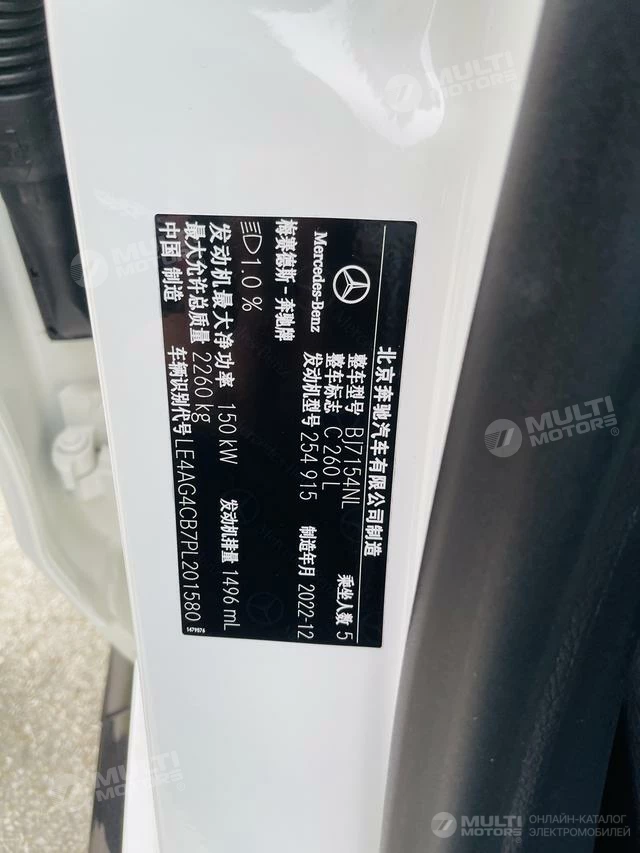 北京奔驰汽车有限公司制造
Mercedes-Benz
梅赛德斯-奔驰牌
整车型号 BJ7154NL 乘坐人数 5
整车标志 C 260 L
发动机型号 254 915 制造年月 2022-12
1.0 %
发动机最大净功率 150 kW 发动机排量 1496 mL
最大允许总质量 2260 kg
中国 制造 车辆识别代号 LE4AG4CB7PL201580
1479876
MULTI
MOTORS®
MULTI
MOTORS®
MULTI
MOTORS®
MULTI
MOTORS®
MULTI
MOTORS®
ОНЛАЙН-КАТАЛОГ
ЭЛЕКТРОМОБИЛЕЙ